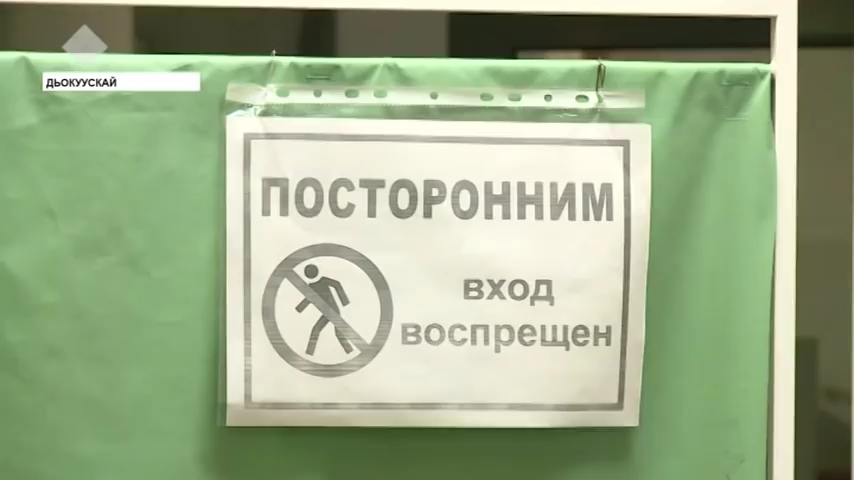 ДЬОКУУСКАЙ
ПОСТОРОННИМ
вход
воспрещен